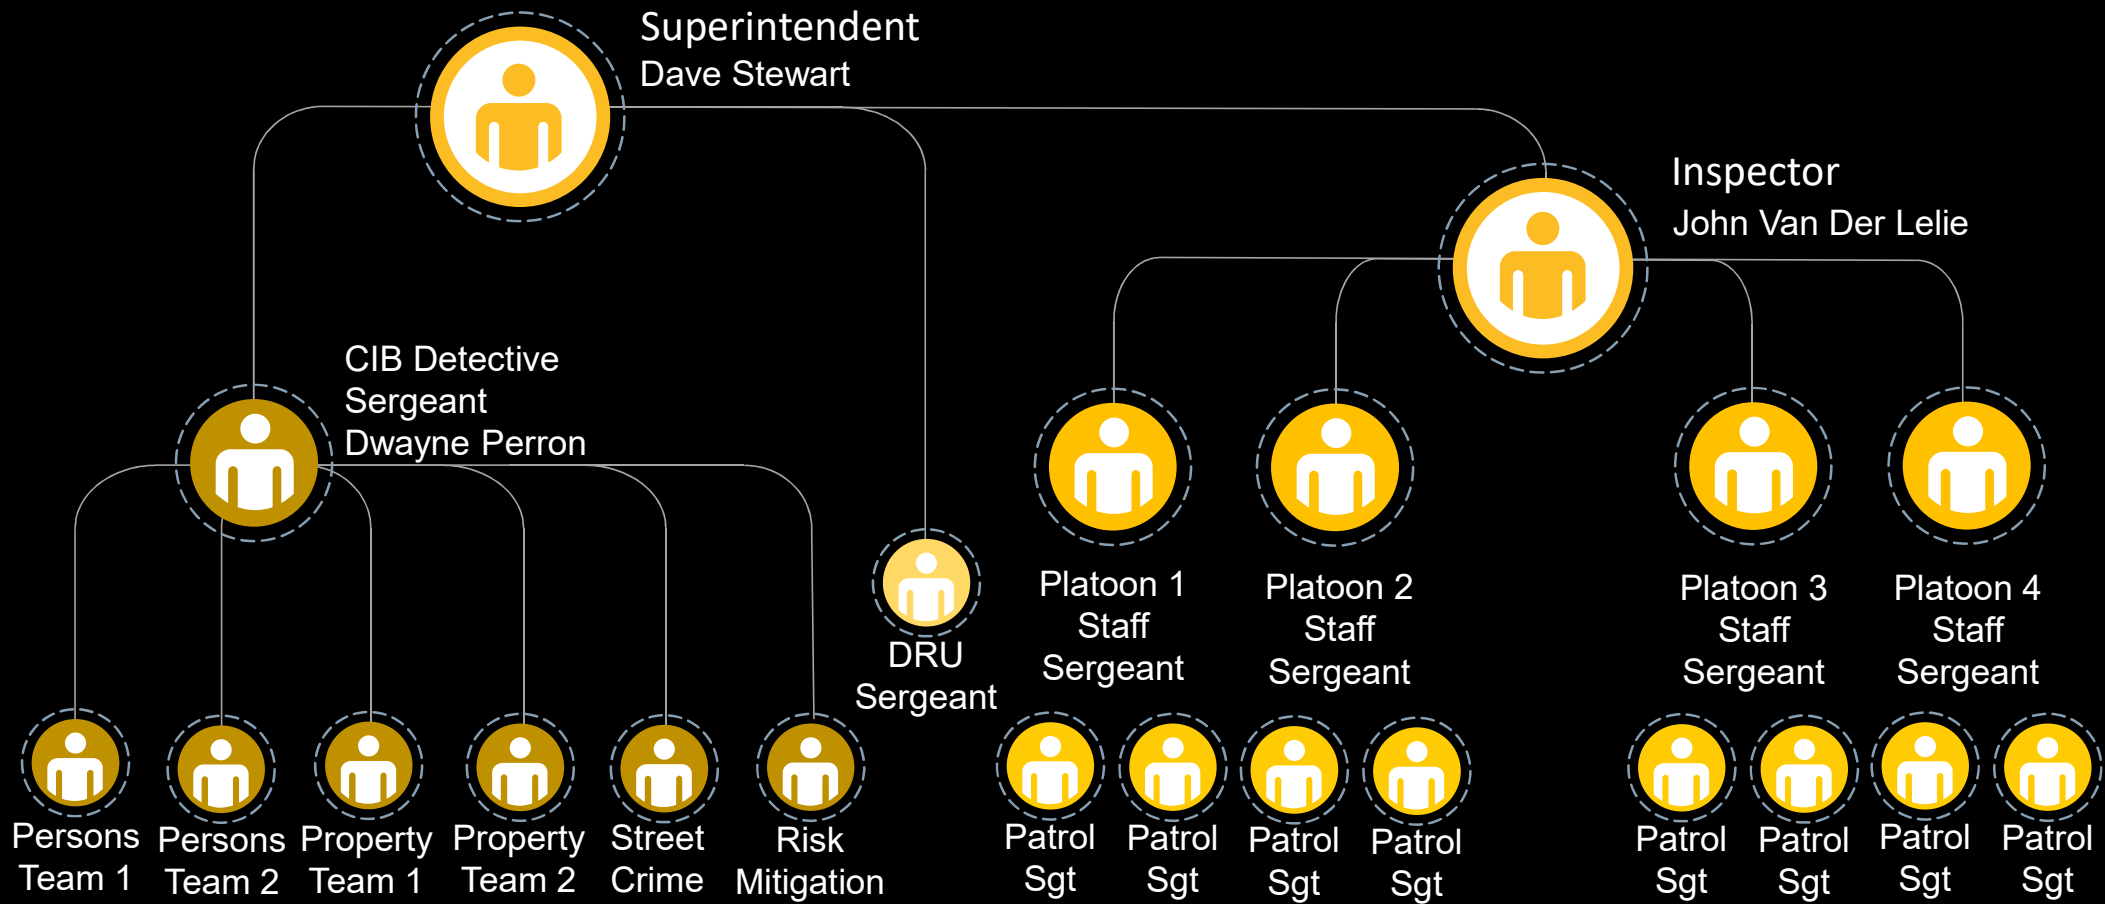 Superintendent
Dave Stewart
Inspector
John Van Der Lelie
CIB Detective
Sergeant
Dwayne Perron
DRU
Sergeant
Platoon 1
Staff
Sergeant
Platoon 2
Staff
Sergeant
Platoon 3
Staff
Sergeant
Platoon 4
Staff
Sergeant
Persons
Team 1
Persons
Team 2
Property
Team 1
Property
Team 2
Street
Crime
Risk
Mitigation
Patrol
Sgt
Patrol
Sgt
Patrol
Sgt
Patrol
Sgt
Patrol
Sgt
Patrol
Sgt
Patrol
Sgt
Patrol
Sgt